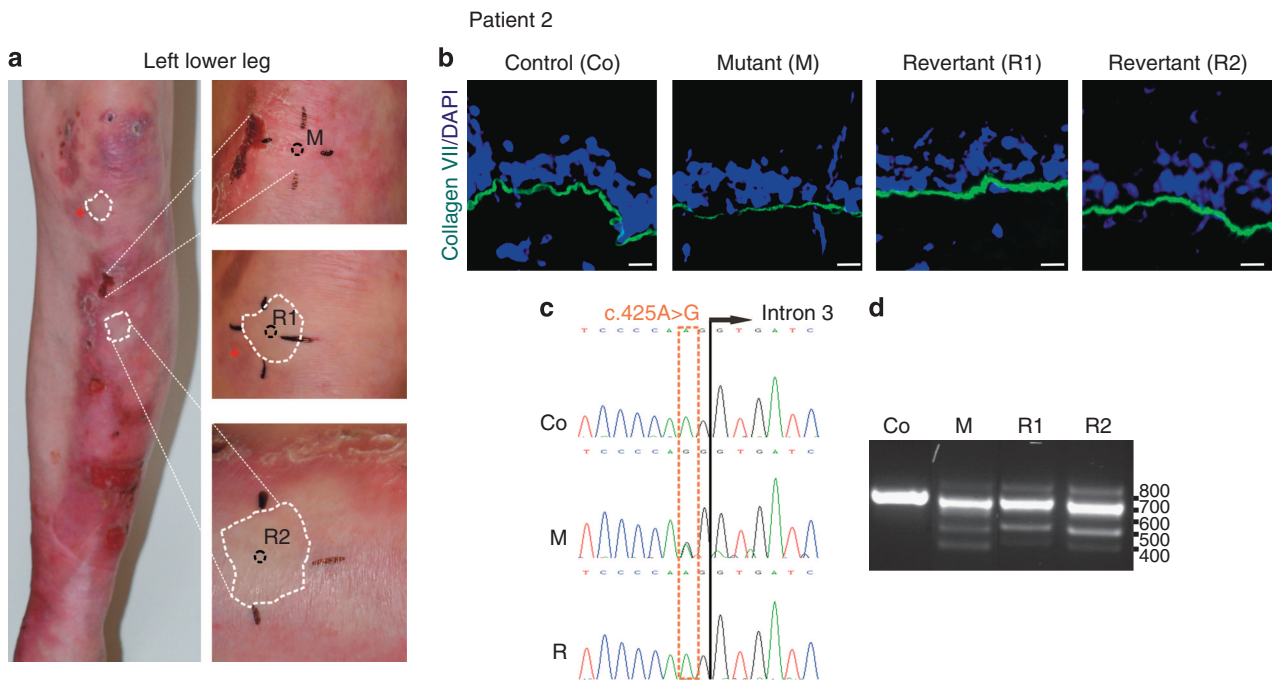 Patient 2
a
Left lower leg
M
R1
R2
b
Control (Co)
Mutant (M)
Revertant (R1)
Revertant (R2)
Collagen VII/DAPI
c
c.425A>G
Intron 3
T C C C C A A G G T G A T C
Co
T C C C C A G G G T G A T C
M
T C C C C A A G G T G A T C
R
d
Co M R1 R2
800
700
600
500
400